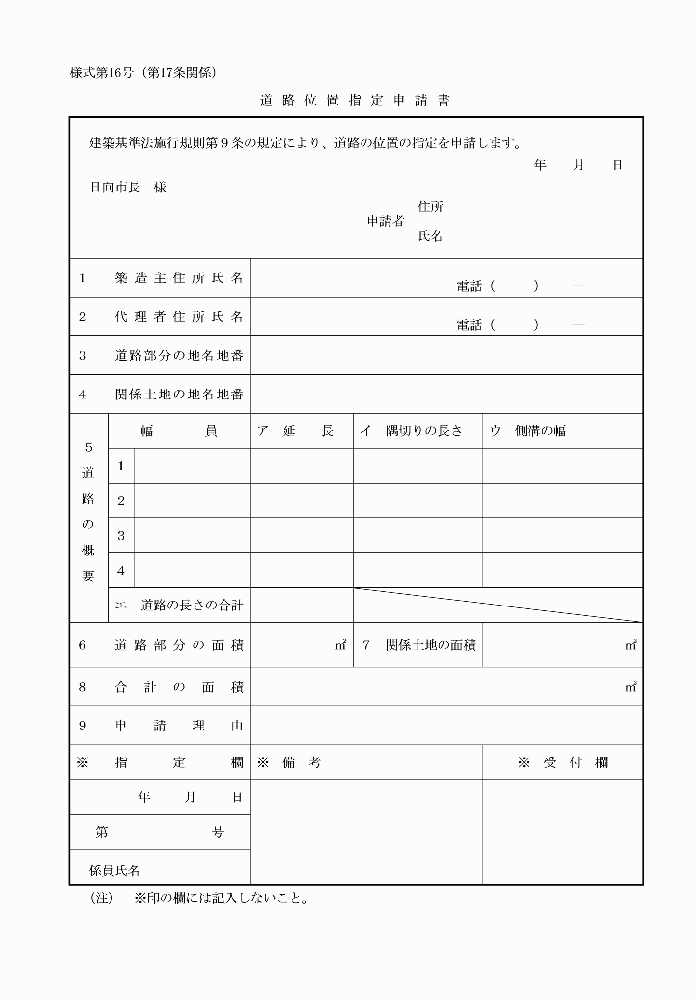 様式第16号（第17条関係）
道路位置指定申請書
建築基準法施行規則第９条の規定により、道路の位置の指定を申請します。
年　　月　　日
日向市長　様
住所
申請者
氏名
１　築造主住所氏名
電話（　　　）　　―
２　代理者住所氏名
電話（　　　）　　―
３　道路部分の地名地番
４　関係土地の地名地番
５道路の概要
幅　　員　ア　延　　長　イ　隅切りの長さ　ウ　側溝の幅
１
２
３
４
エ　道路の長さの合計
６　道路部分の面積　㎡　７　関係土地の面積　㎡
８　合計の面積　㎡
９　申請理由
※　指定欄　※　備　考　※　受　付　欄
年　　月　　日
第　　　　号
係員氏名
（注）　※印の欄には記入しないこと。